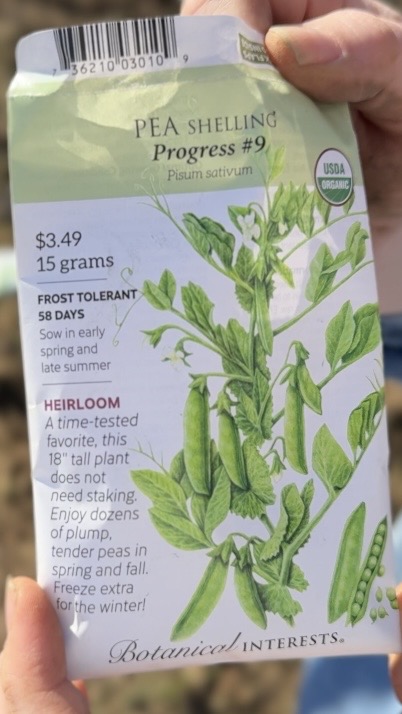 7 36210 03010 9
PEA SHELLING
Progress #9
Pisum sativum
USDA
ORGANIC
$3.49
15 grams
FROST TOLERANT
58 DAYS
Sow in early
spring and
late summer
HEIRLOOM
A time-tested
favorite, this
18" tall plant
does not
need staking.
Enjoy dozens
of plump,
tender peas in
spring and fall.
Freeze extra
for the winter!
Botanical INTERESTS®